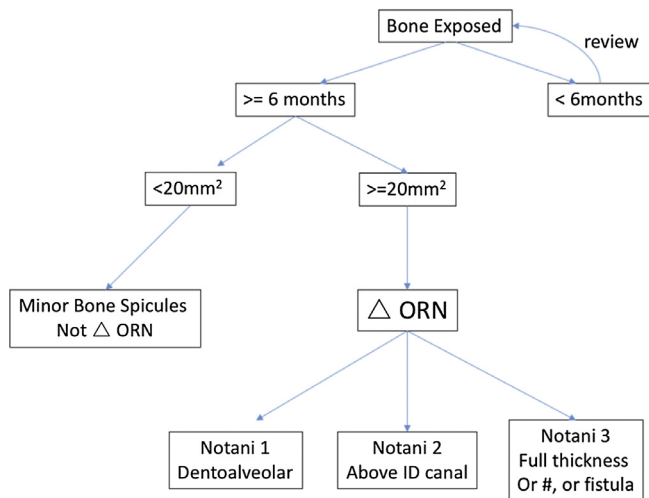 Bone Exposed
review
>= 6 months
< 6months
<20mm²
>=20mm²
Minor Bone Spicules
Not △ ORN
△ ORN
Notani 1
Dentoalveolar
Notani 2
Above ID canal
Notani 3
Full thickness
Or #, or fistula